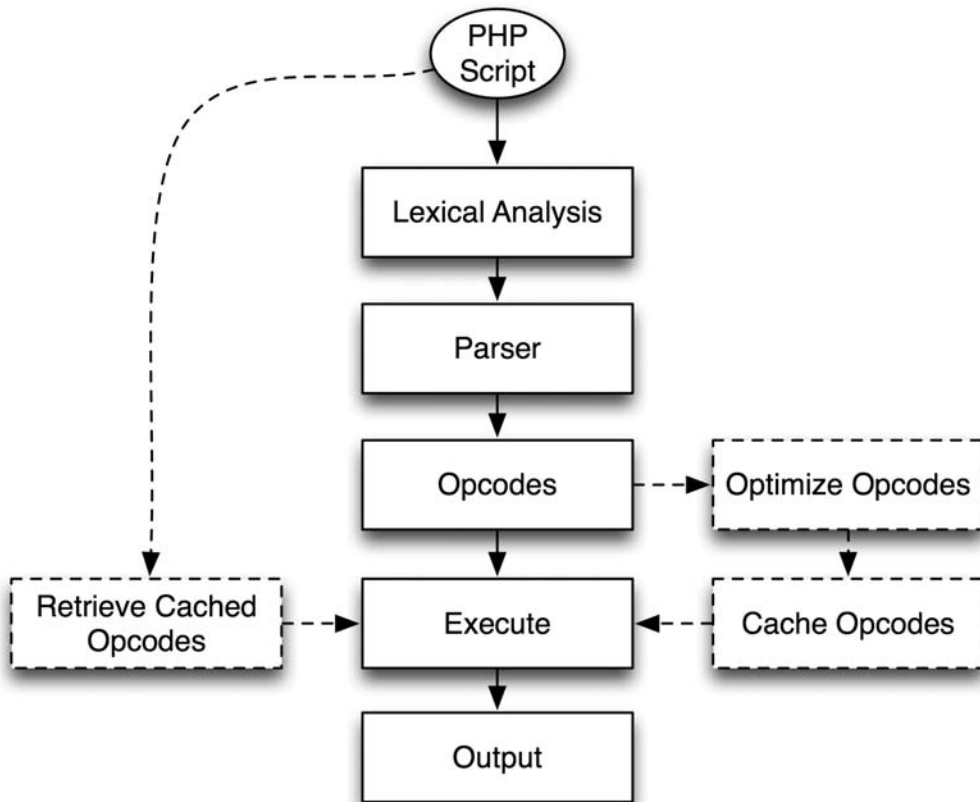 PHP
Script
Lexical Analysis
Parser
Opcodes
Optimize Opcodes
Retrieve Cached
Opcodes
Execute
Cache Opcodes
Output